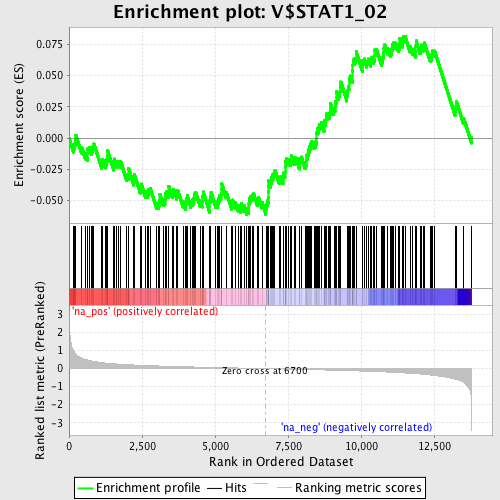 Enrichment plot: V$STAT1_02
Enrichment score (ES)
0.075
0.050
0.025
0.000
-0.025
-0.050
'na_pos' (positively correlated)
Ranked list metric (PreRanked)
3
2
1
0
-1
-2
-3
Zero cross at 6700
'na_neg' (negatively correlated)
0
2,500
5,000
7,500
10,000
12,500
Rank in Ordered Dataset
Enrichment profile
Hits
Ranking metric scores